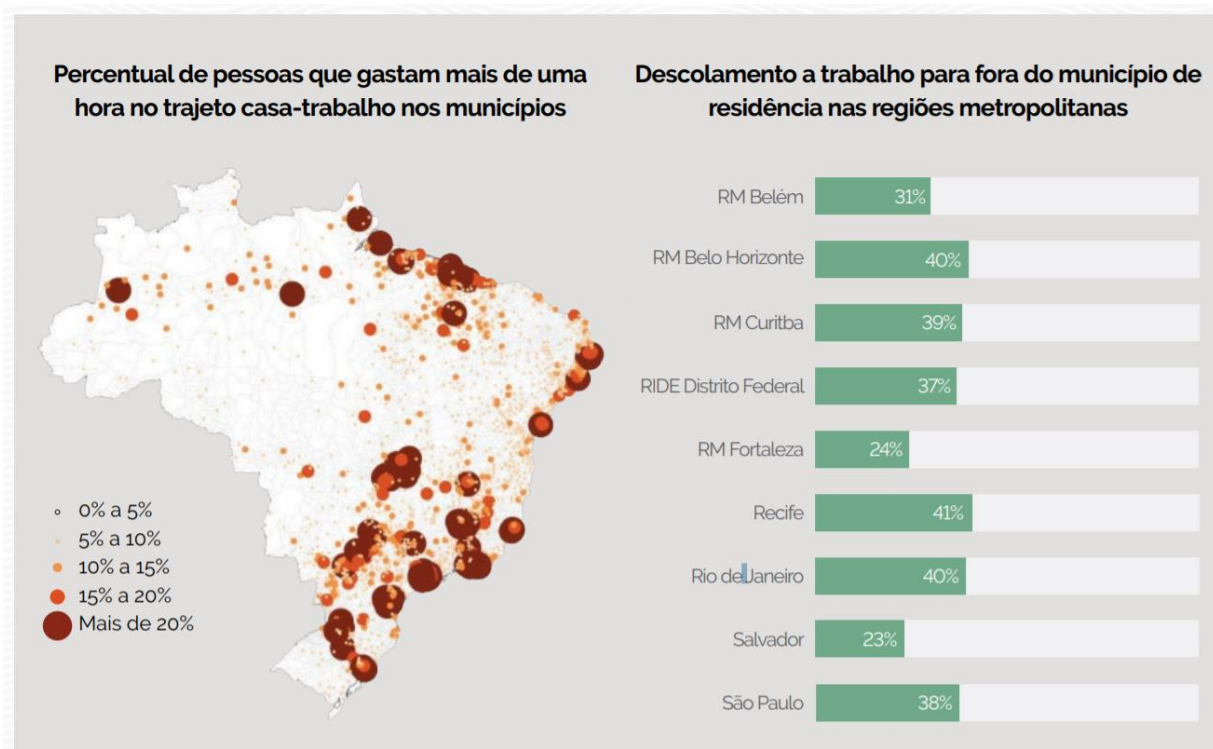 Percentual de pessoas que gastam mais de uma
hora no trajeto casa-trabalho nos municípios
0% a 5%
5% a 10%
10% a 15%
15% a 20%
Mais de 20%
Descolamento a trabalho para fora do município de
residência nas regiões metropolitanas
RM Belém 31%
RM Belo Horizonte 40%
RM Curitba 39%
RIDE Distrito Federal 37%
RM Fortaleza 24%
Recife 41%
Rio de Janeiro 40%
Salvador 23%
São Paulo 38%